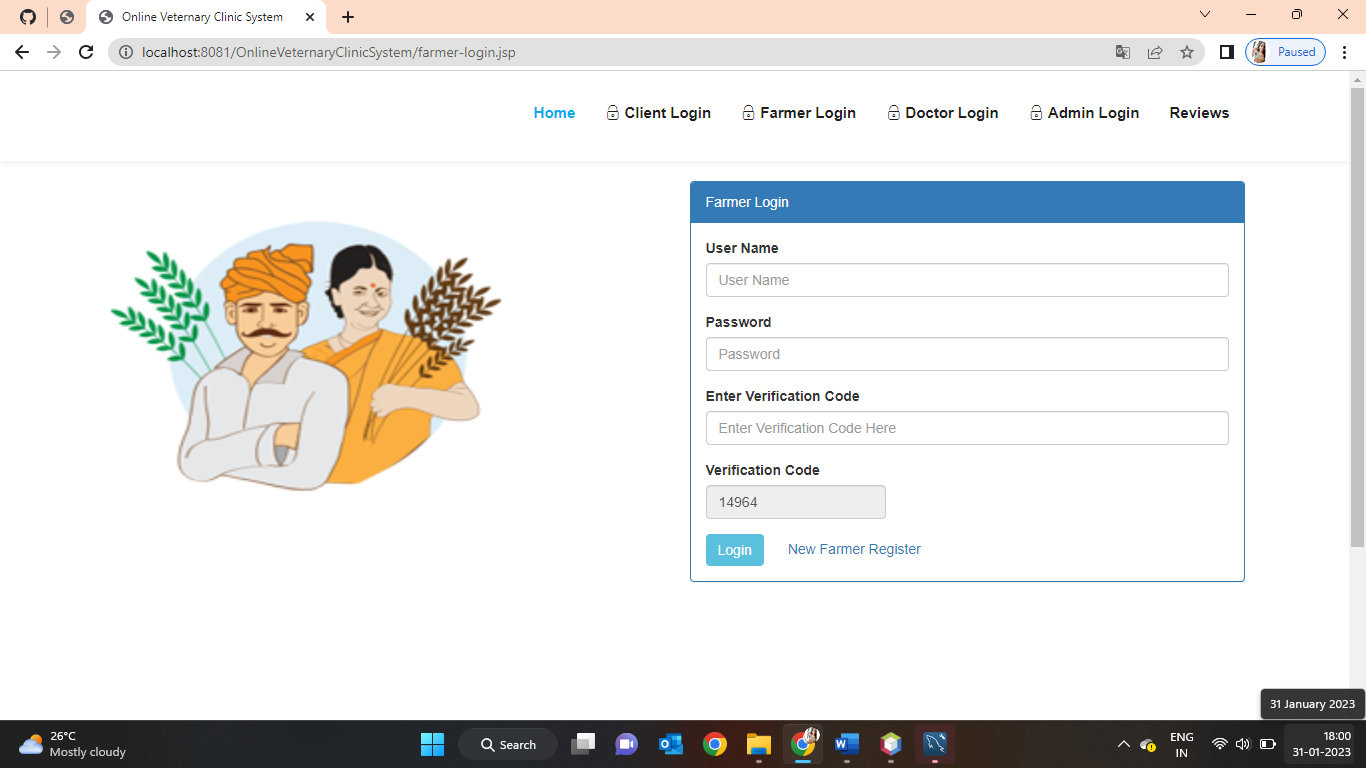 Online Veternary Clinic System
localhost:8081/OnlineVeternaryClinicSystem/farmer-login.jsp
Paused
Home Client Login Farmer Login Doctor Login Admin Login Reviews
Farmer Login
User Name
User Name
Password
Password
Enter Verification Code
Enter Verification Code Here
Verification Code
14964
Login New Farmer Register
31 January 2023
26°C
Mostly cloudy
Search
ENG
IN
18:00
31-01-2023